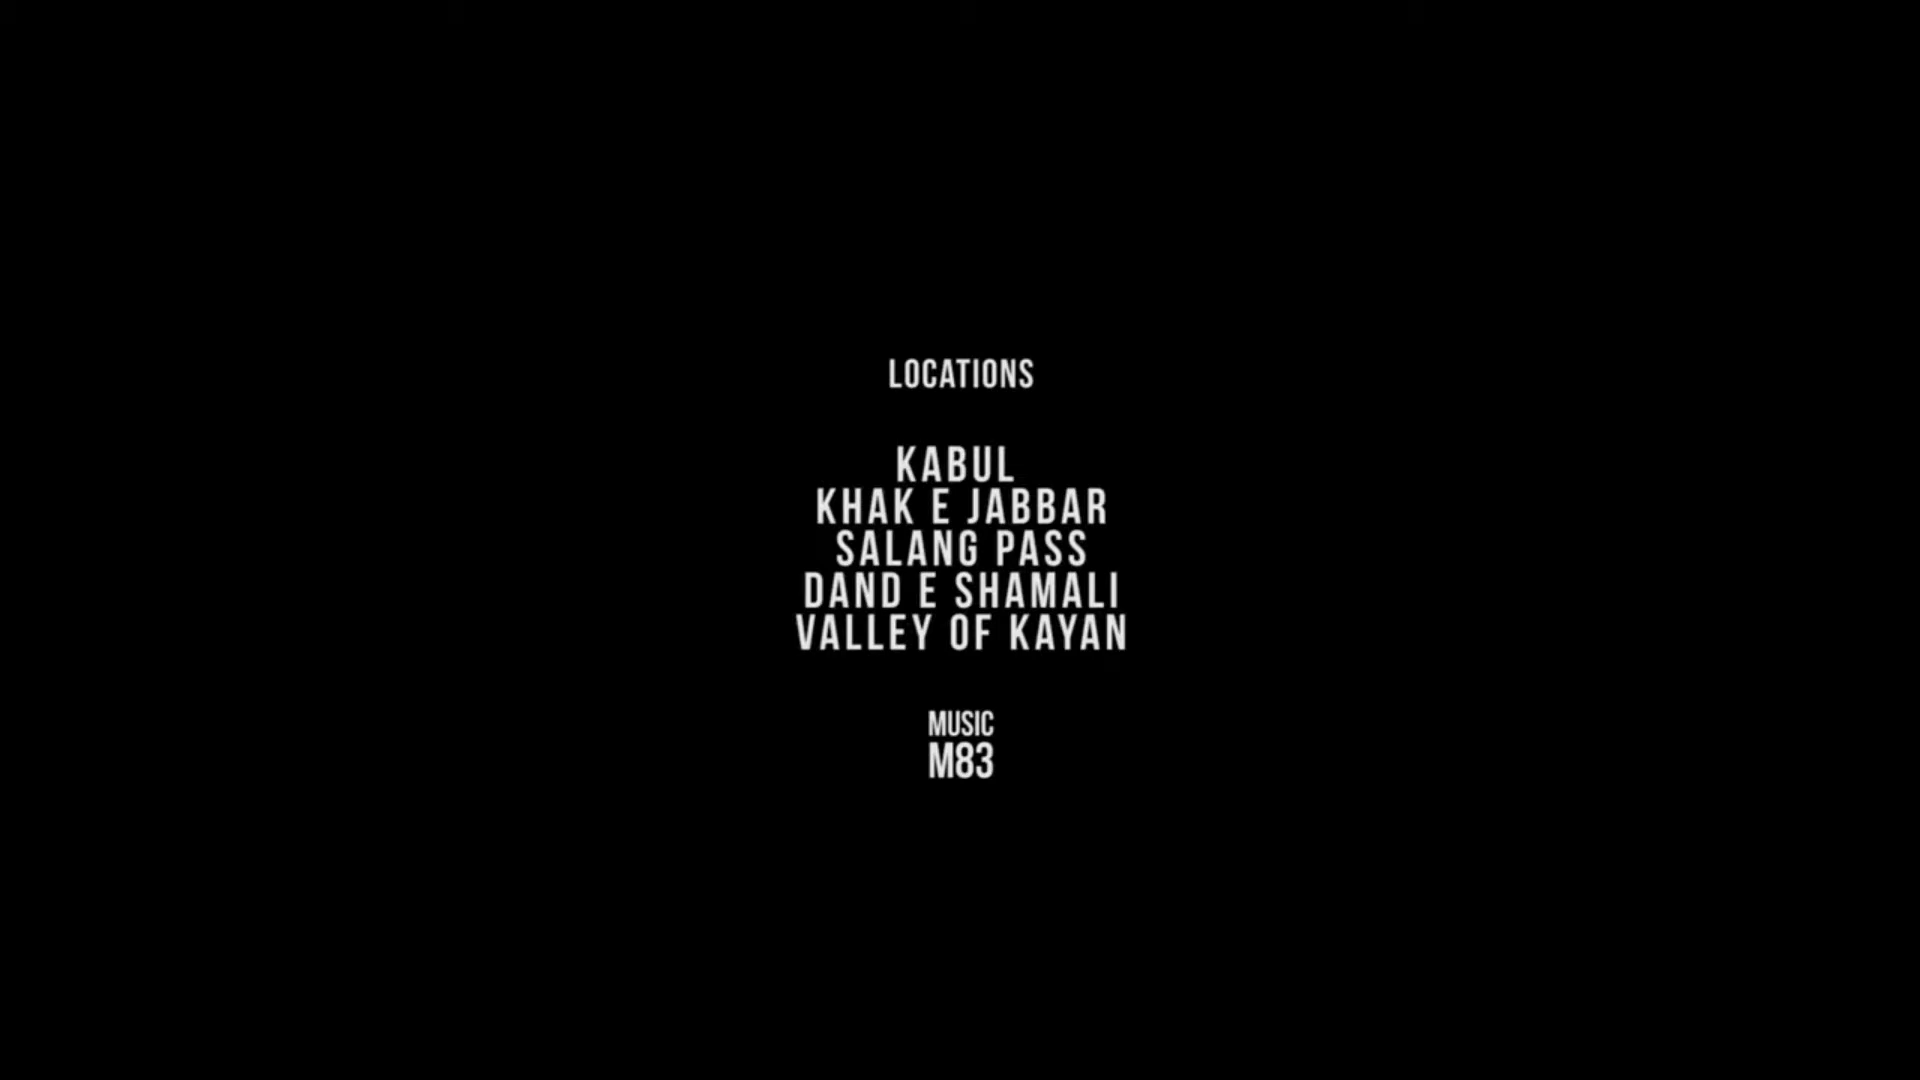 LOCATIONS
KABUL
KHAK E JABBAR
SALANG PASS
DAND E SHAMALI
VALLEY OF KAYAN
MUSIC
M83